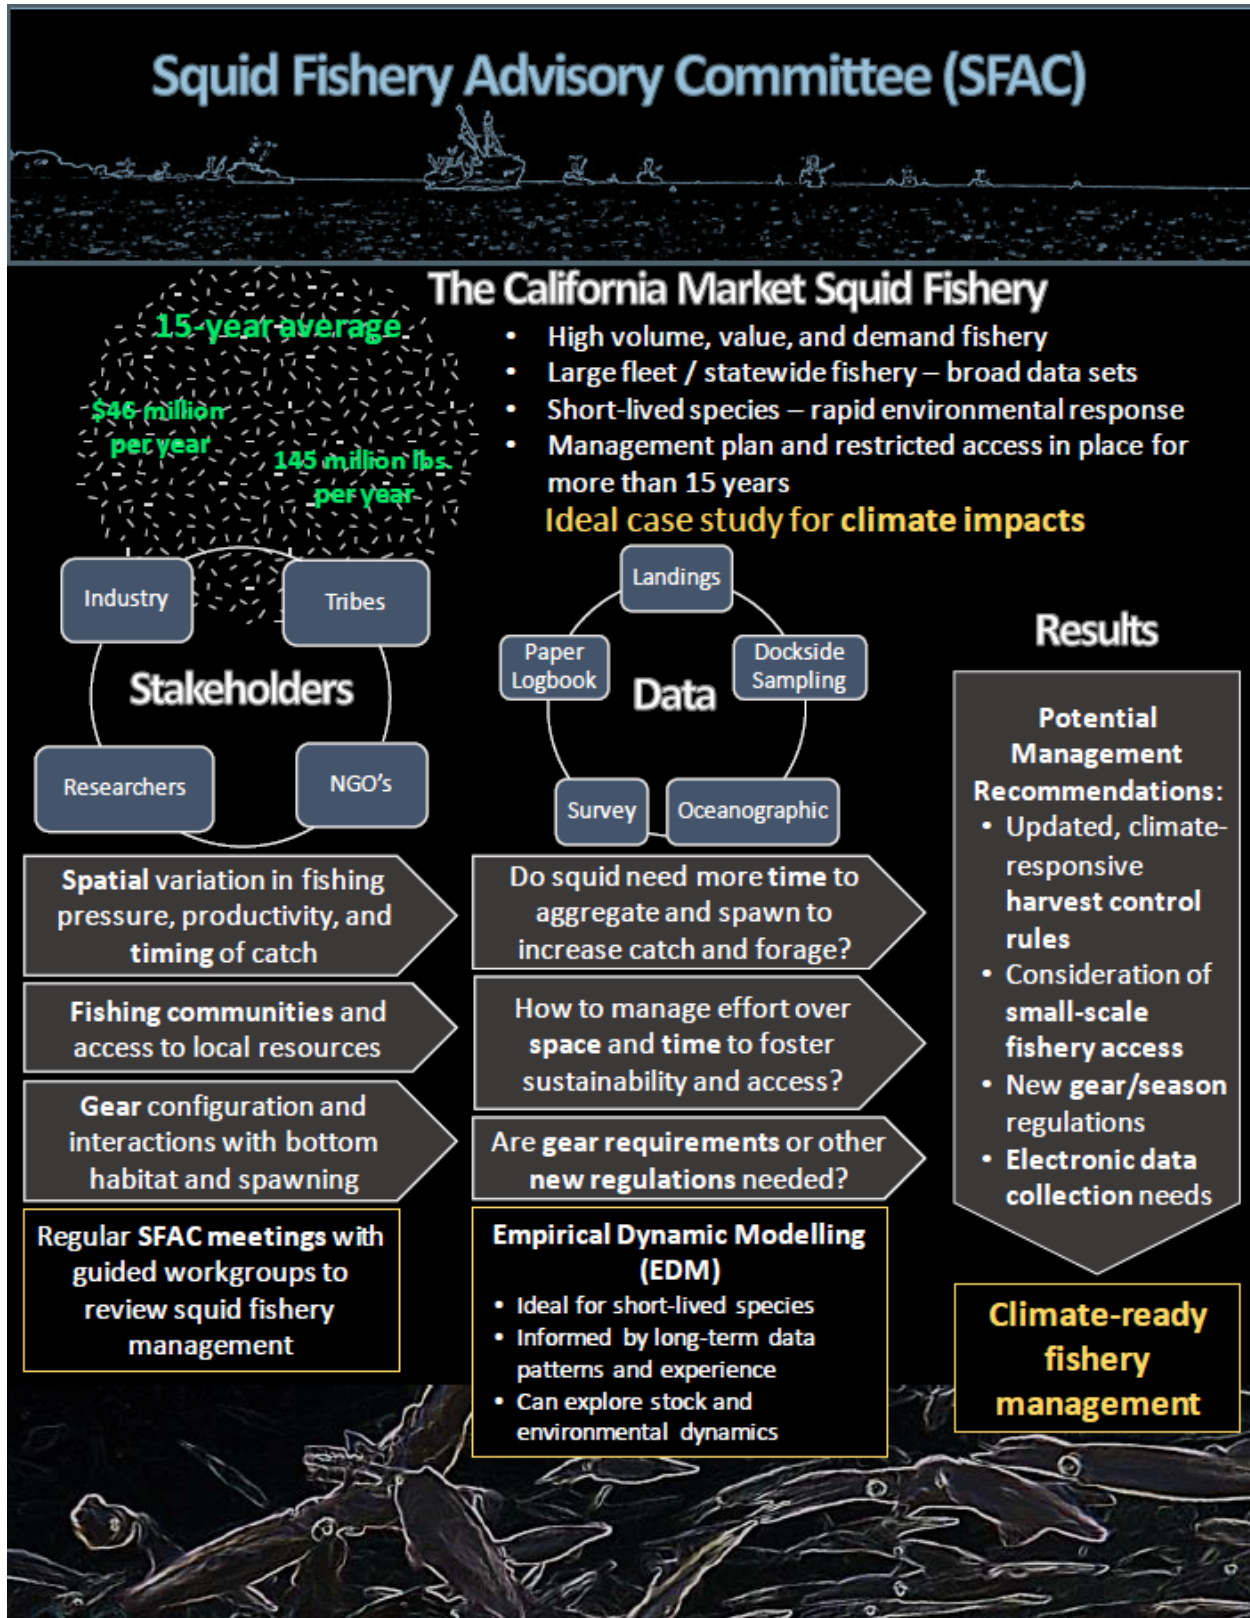 Squid Fishery Advisory Committee (SFAC)
The California Market Squid Fishery
15-year average
$46 million
per year
145 million lbs
per year
• High volume, value, and demand fishery
• Large fleet / statewide fishery – broad data sets
• Short-lived species – rapid environmental response
• Management plan and restricted access in place for
more than 15 years
Ideal case study for climate impacts
Industry
Tribes
Stakeholders
Researchers
NGO's
Landings
Paper
Logbook
Dockside
Sampling
Data
Survey
Oceanographic
Spatial variation in fishing
pressure, productivity, and
timing of catch
Fishing communities and
access to local resources
Gear configuration and
interactions with bottom
habitat and spawning
Regular SFAC meetings with
guided workgroups to
review squid fishery
management
Do squid need more time to
aggregate and spawn to
increase catch and forage?
How to manage effort over
space and time to foster
sustainability and access?
Are gear requirements or other
new regulations needed?
Empirical Dynamic Modelling
(EDM)
• Ideal for short-lived species
• Informed by long-term data
patterns and experience
• Can explore stock and
environmental dynamics
Results
Potential
Management
Recommendations:
• Updated, climate-
responsive
harvest control
rules
• Consideration of
small-scale
fishery access
• New gear/season
regulations
• Electronic data
collection needs
Climate-ready
fishery
management